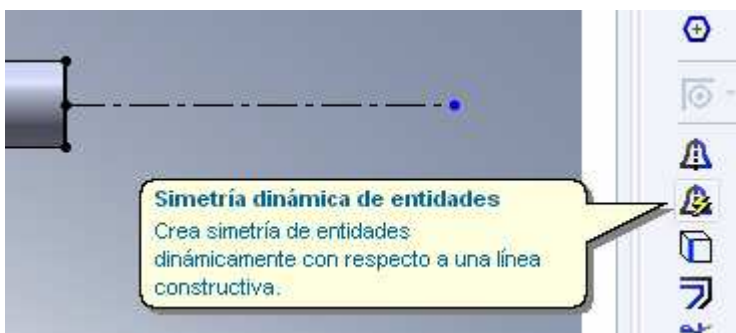 Simetría dinámica de entidades
Crea simetría de entidades
dinámicamente con respecto a una línea
constructiva.